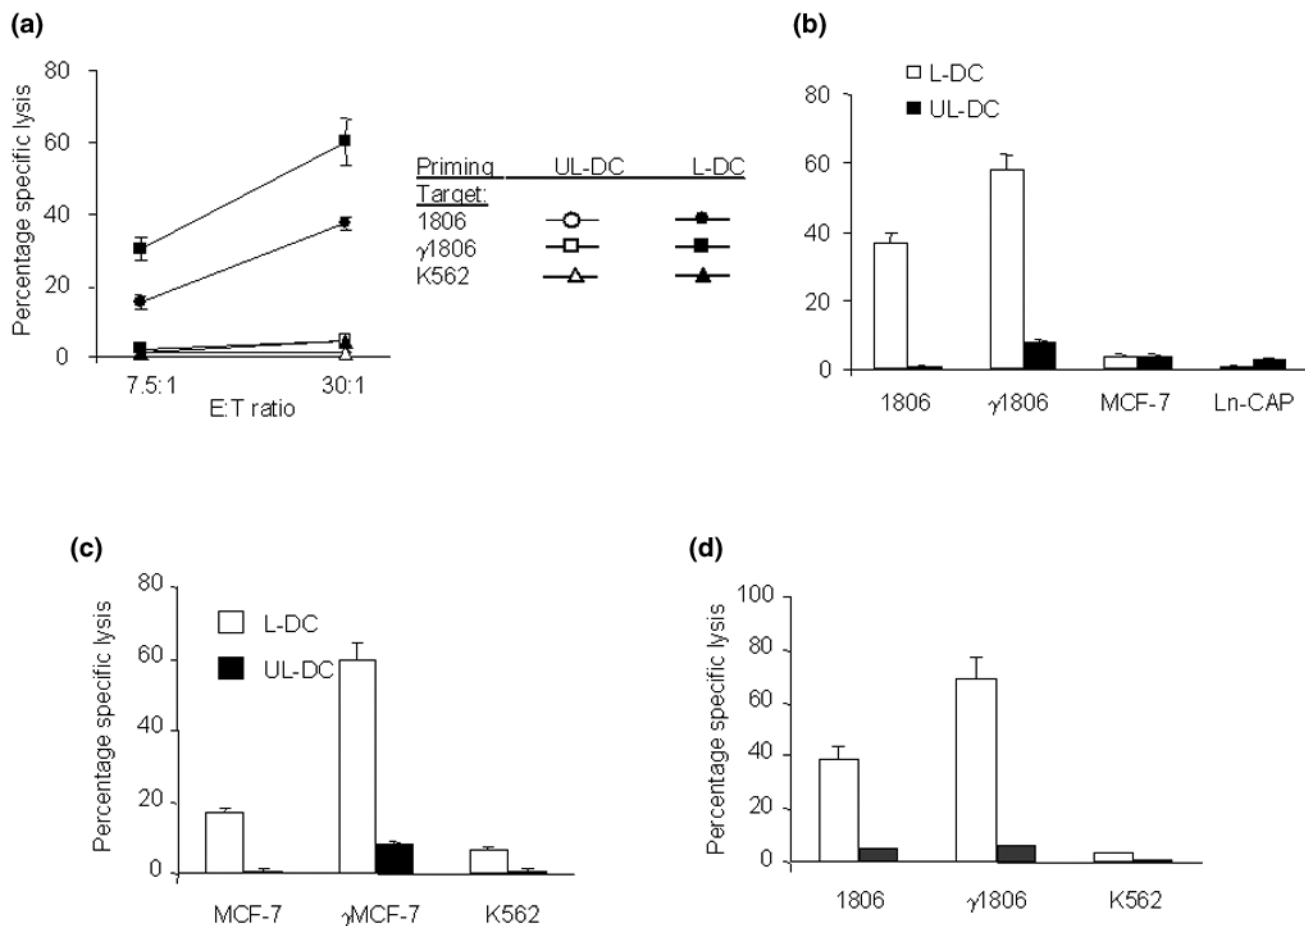 (a)
80
60
40
20
0
Percentage specific lysis
7.5:1 30:1
E:T ratio
Priming UL-DC L-DC
Target:
1806
γ1806
K562
(b)
L-DC
UL-DC
80
60
40
20
0
Percentage specific lysis
1806 γ1806 MCF-7 Ln-CAP
(c)
80
60
40
20
0
Percentage specific lysis
L-DC
UL-DC
MCF-7 γMCF-7 K562
(d)
100
80
60
40
20
0
Percentage specific lysis
1806 γ1806 K562